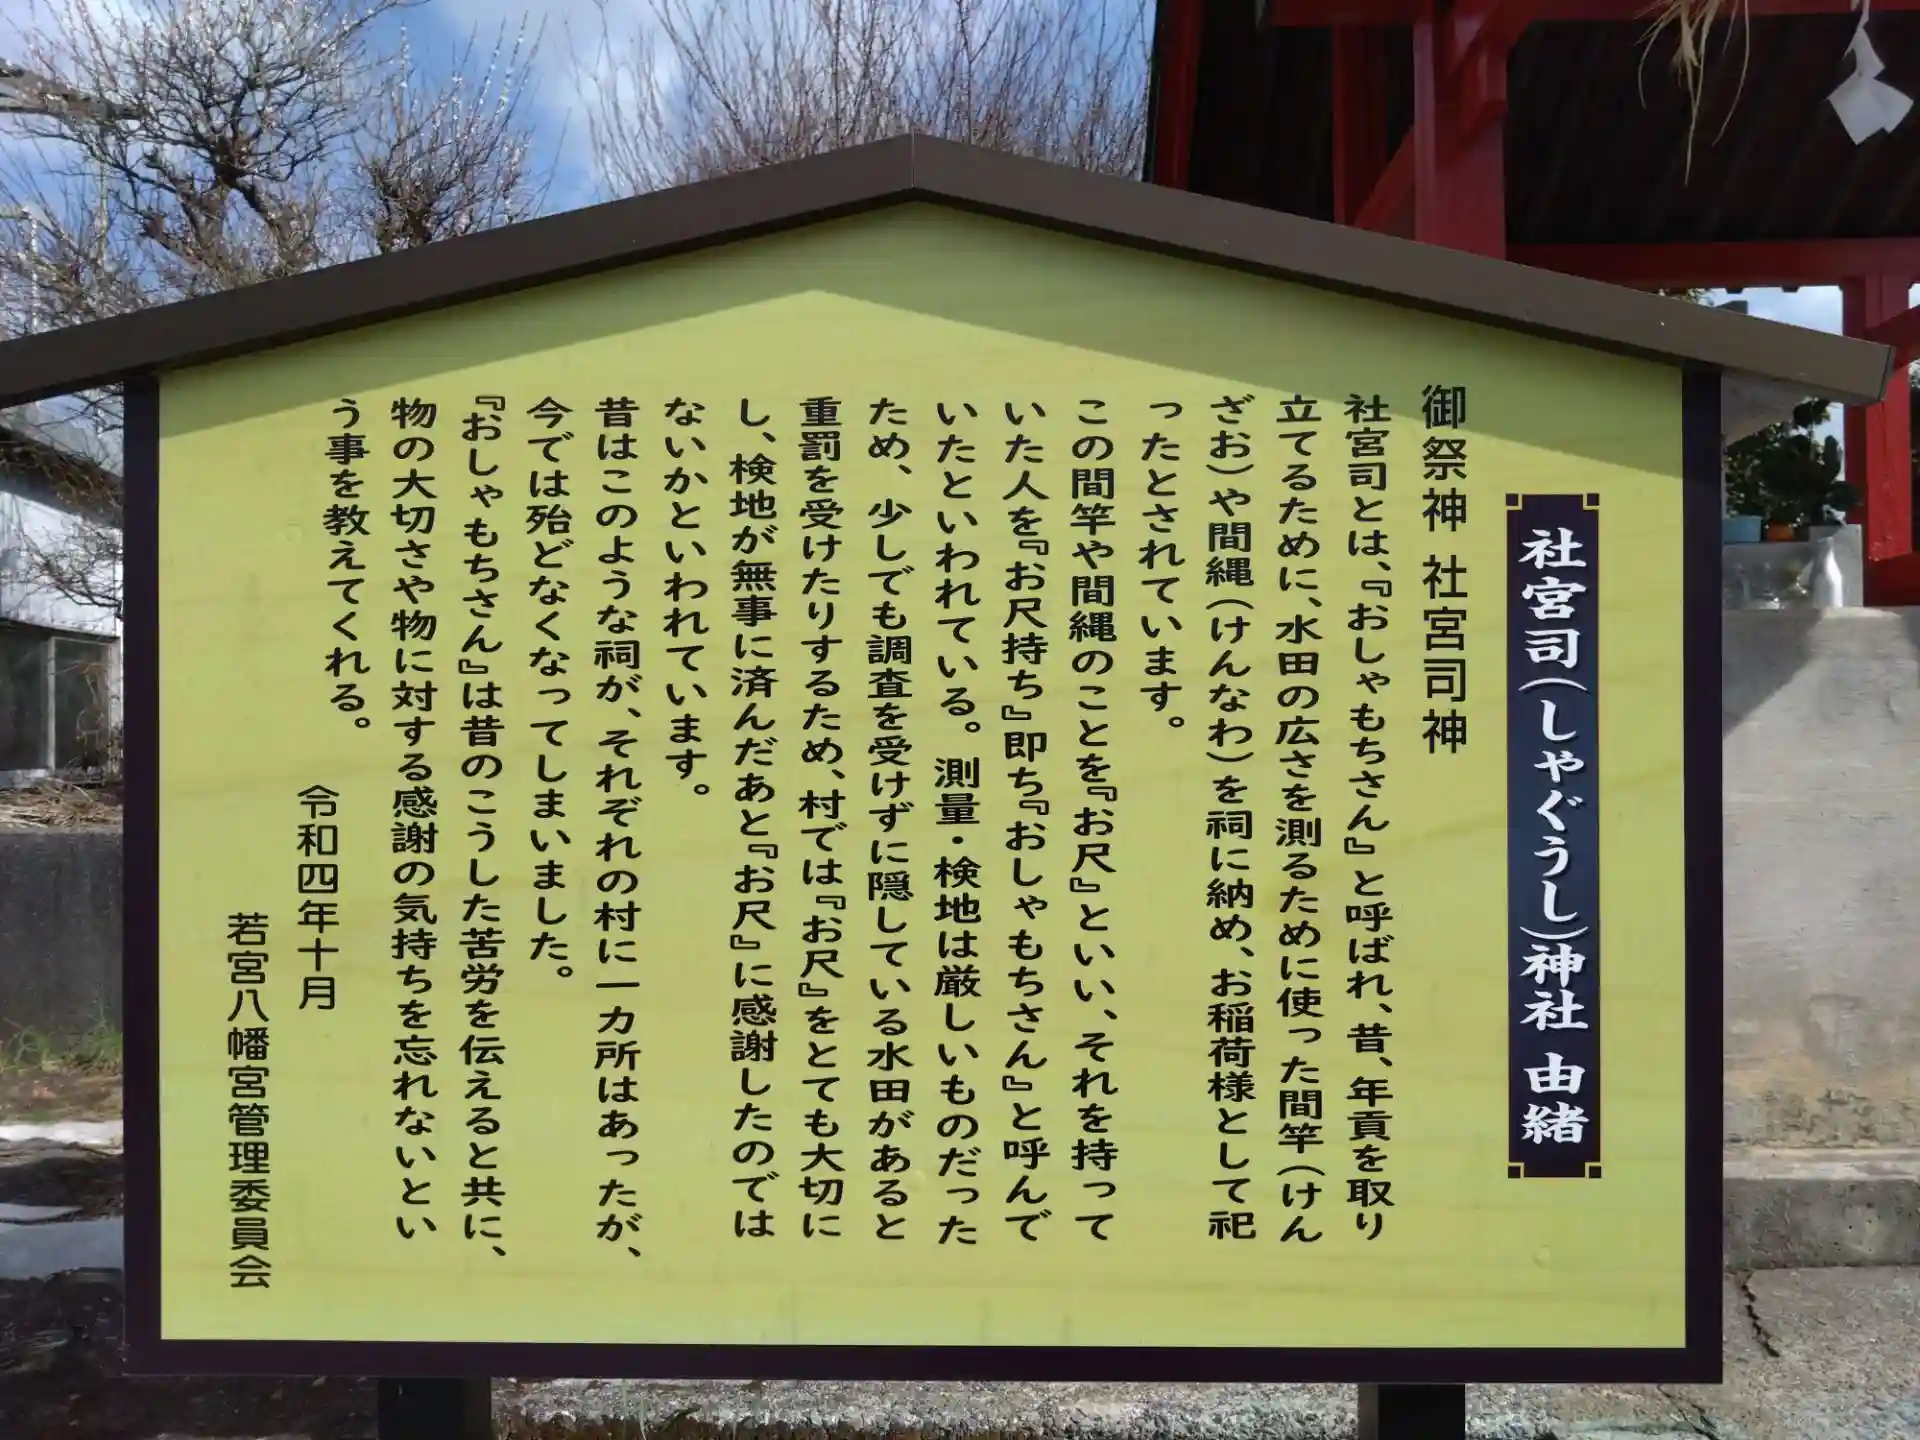 社宮司(しゃぐうし)神社 由緒
御祭神 社宮司神
社宮司とは、『おしゃもちさん』と呼ばれ、昔、年貢を取り
立てるために、水田の広さを測るために使った間竿(けん
ざお)や間縄(けんなわ)を祠に納め、お稲荷様として祀
ったとされています。
この間竿や間縄のことを『お尺』といい、それを持って
いた人を『お尺持ち』即ち『おしゃもちさん』と呼んで
いたといわれている。測量・検地は厳しいものだった
ため、少しでも調査を受けずに隠している水田があると
重罰を受けたりするため、村では『お尺』をとても大切に
し、検地が無事に済んだあと『お尺』に感謝したのでは
ないかといわれています。
昔はこのような祠が、それぞれの村に一カ所はあったが、
今では殆どなくなってしまいました。
『おしゃもちさん』は昔のこうした苦労を伝えると共に、
物の大切さや物に対する感謝の気持ちを忘れないとい
う事を教えてくれる。
令和四年十月
若宮八幡宮管理委員会